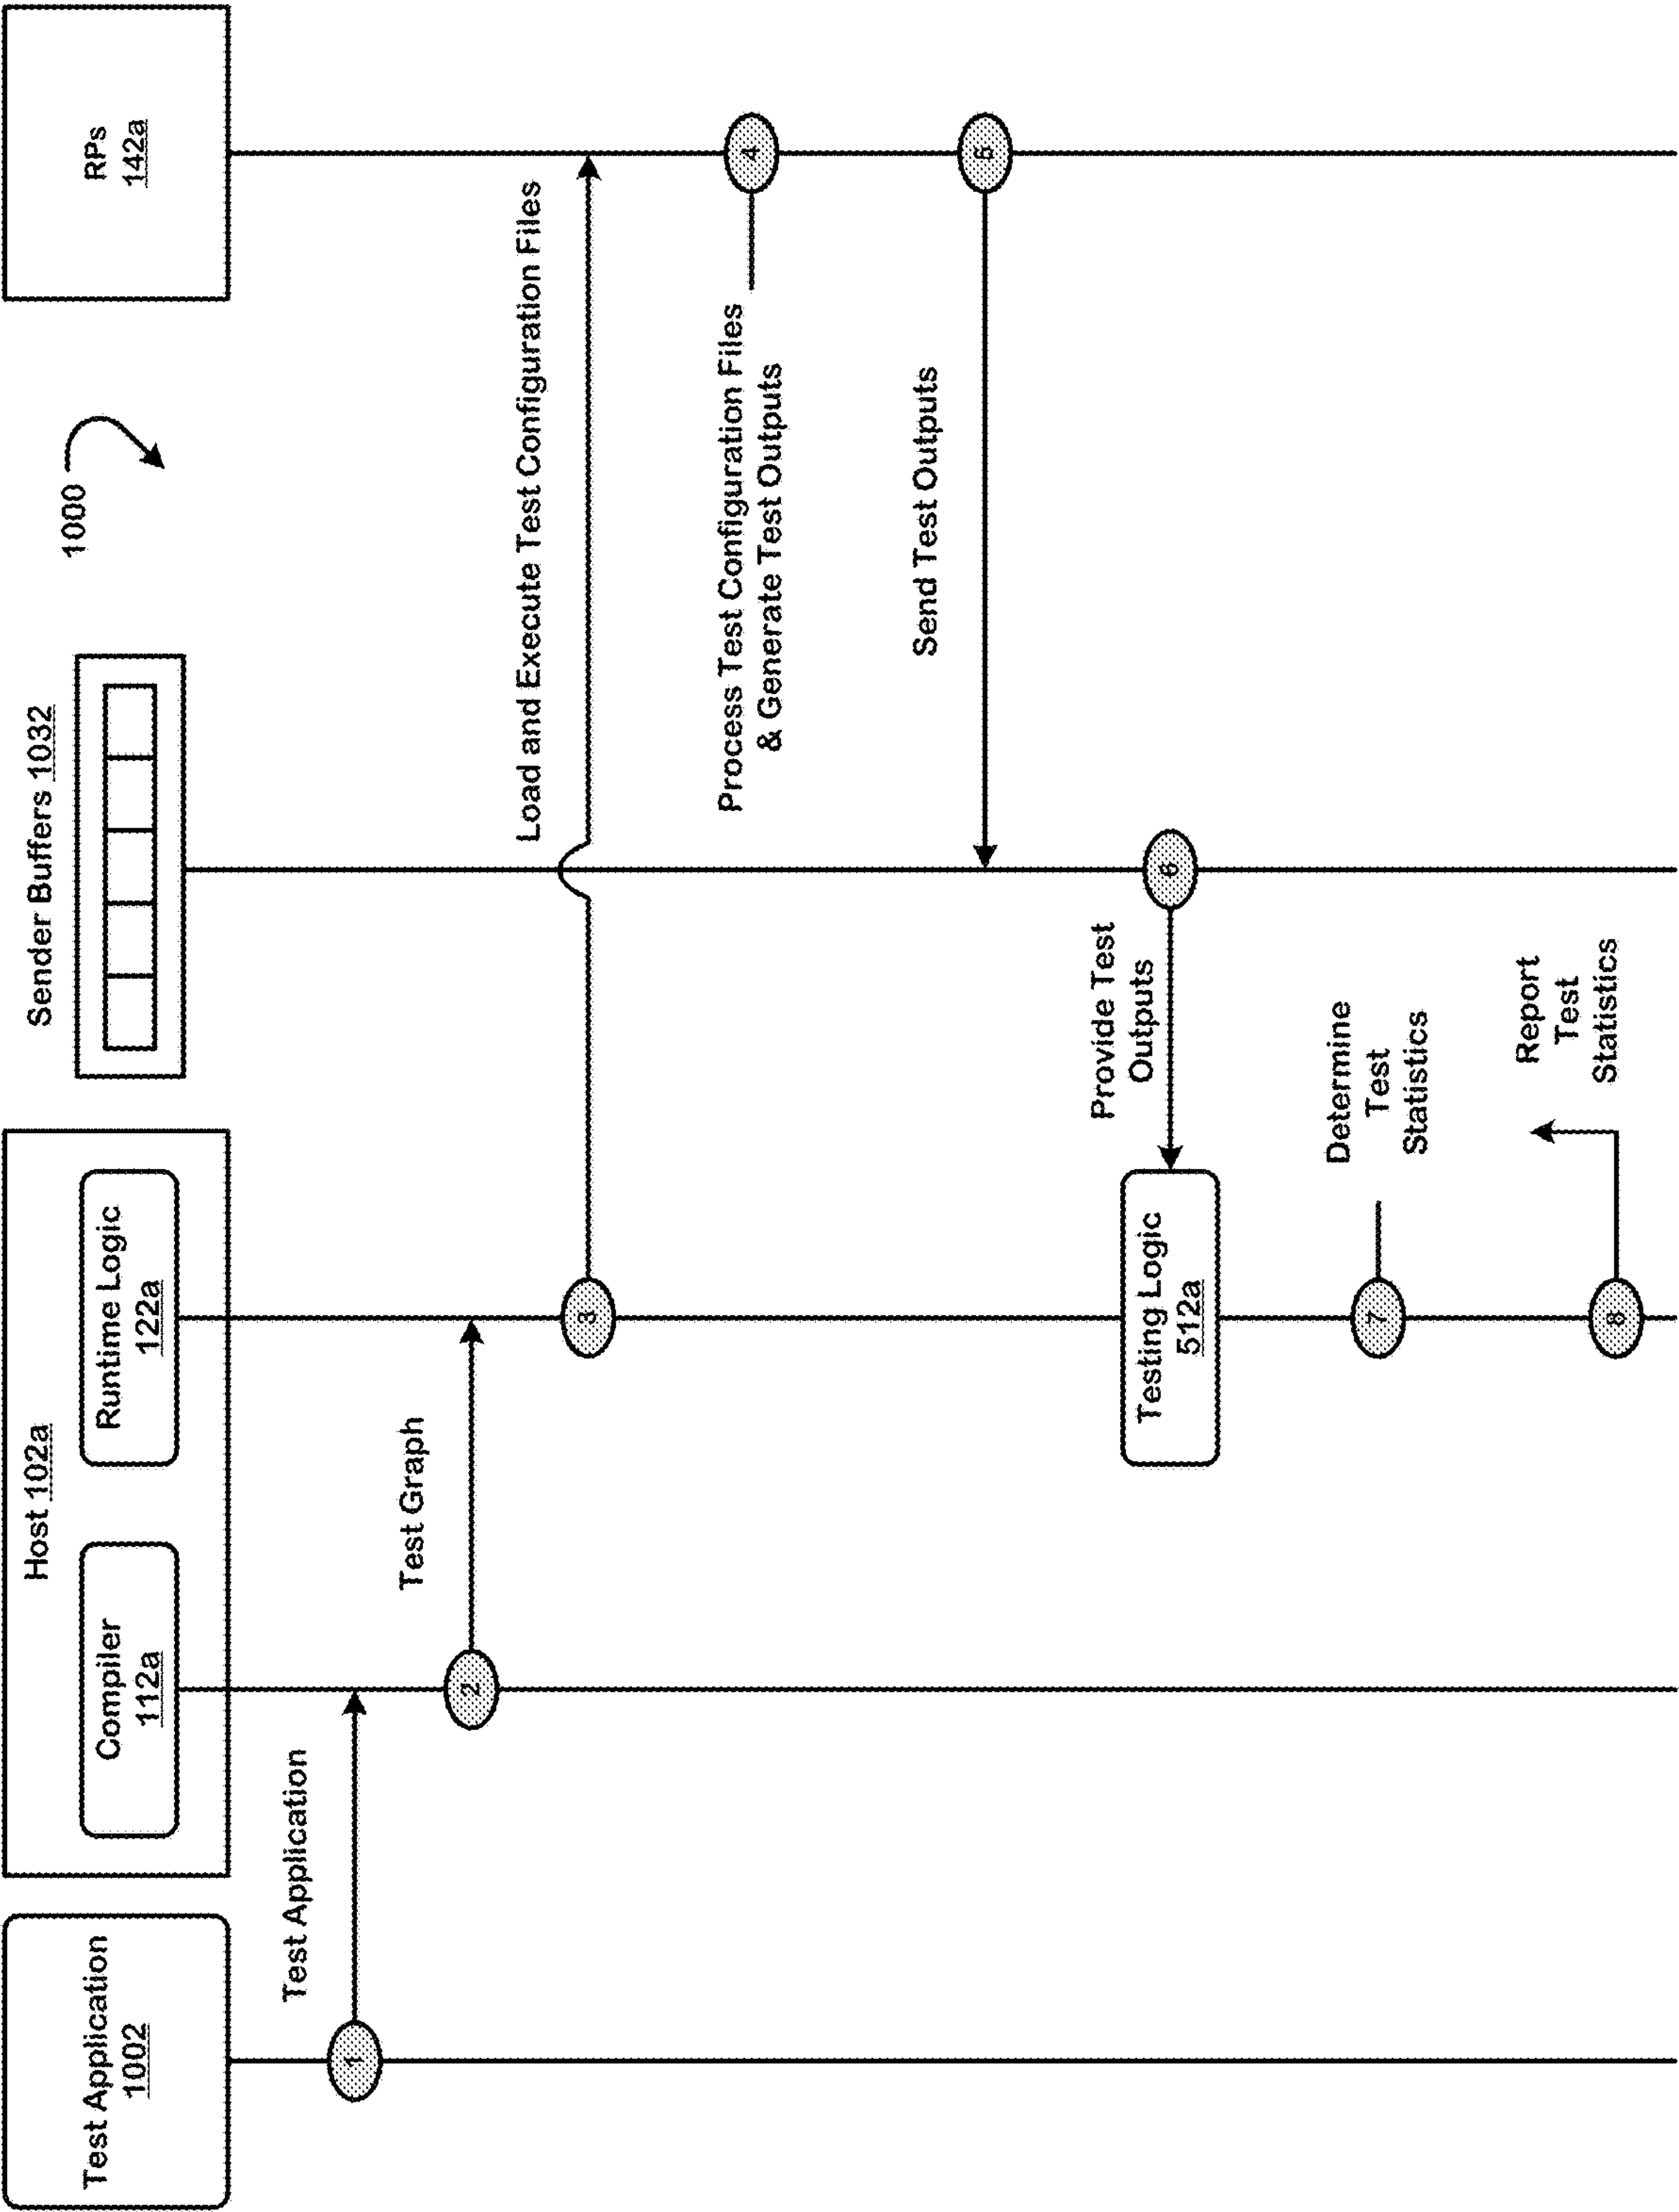 1000
Test Application
1002
Host 102a
Compiler
112a
Runtime Logic
122a
Sender Buffers 1032
RPs
142a
Test Application
1
Test Graph
2
Load and Execute Test Configuration Files
3
Process Test Configuration Files
& Generate Test Outputs
4
Send Test Outputs
5
Provide Test
Outputs
6
Testing Logic
512a
Determine
Test
Statistics
7
Report
Test
Statistics
8